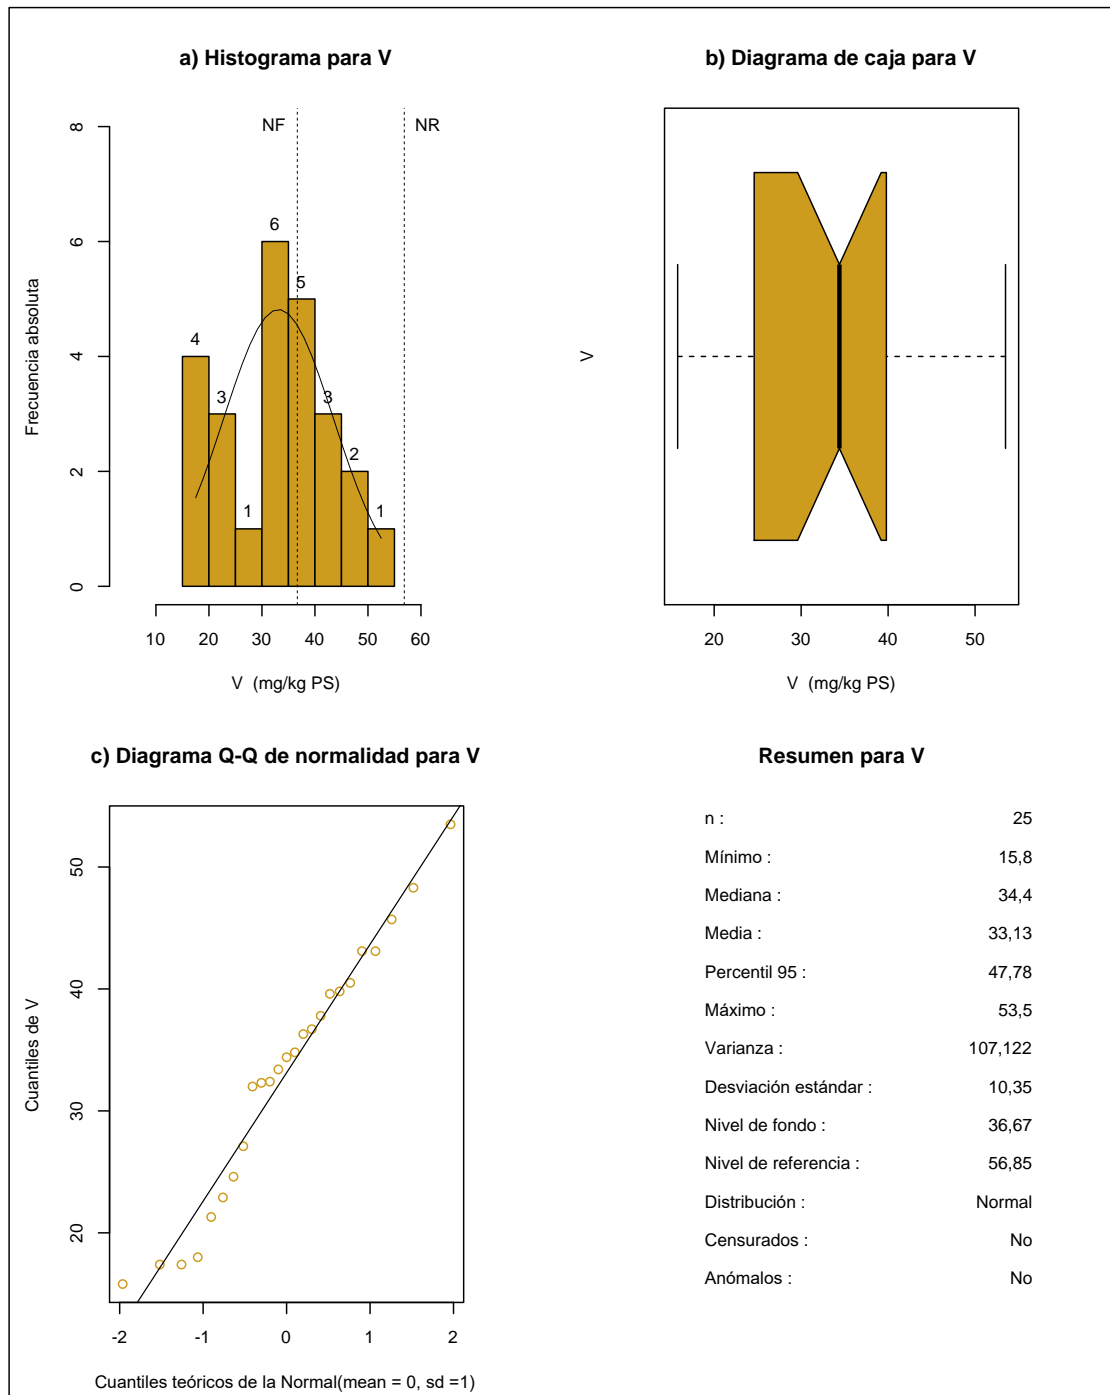 a) Histograma para V
NF
NR
8
6
4
2
0
4
3
1
6
5
3
2
1
Frecuencia absoluta
10 20 30 40 50 60
V (mg/kg PS)
b) Diagrama de caja para V
V
20 30 40 50
V (mg/kg PS)
c) Diagrama Q-Q de normalidad para V
50
40
30
20
Cuantiles de V
-2 -1 0 1 2
Cuantiles teóricos de la Normal(mean = 0, sd =1)
Resumen para V
n : 25
Mínimo : 15,8
Mediana : 34,4
Media : 33,13
Percentil 95 : 47,78
Máximo : 53,5
Varianza : 107,122
Desviación estándar : 10,35
Nivel de fondo : 36,67
Nivel de referencia : 56,85
Distribución : Normal
Censurados : No
Anómalos : No